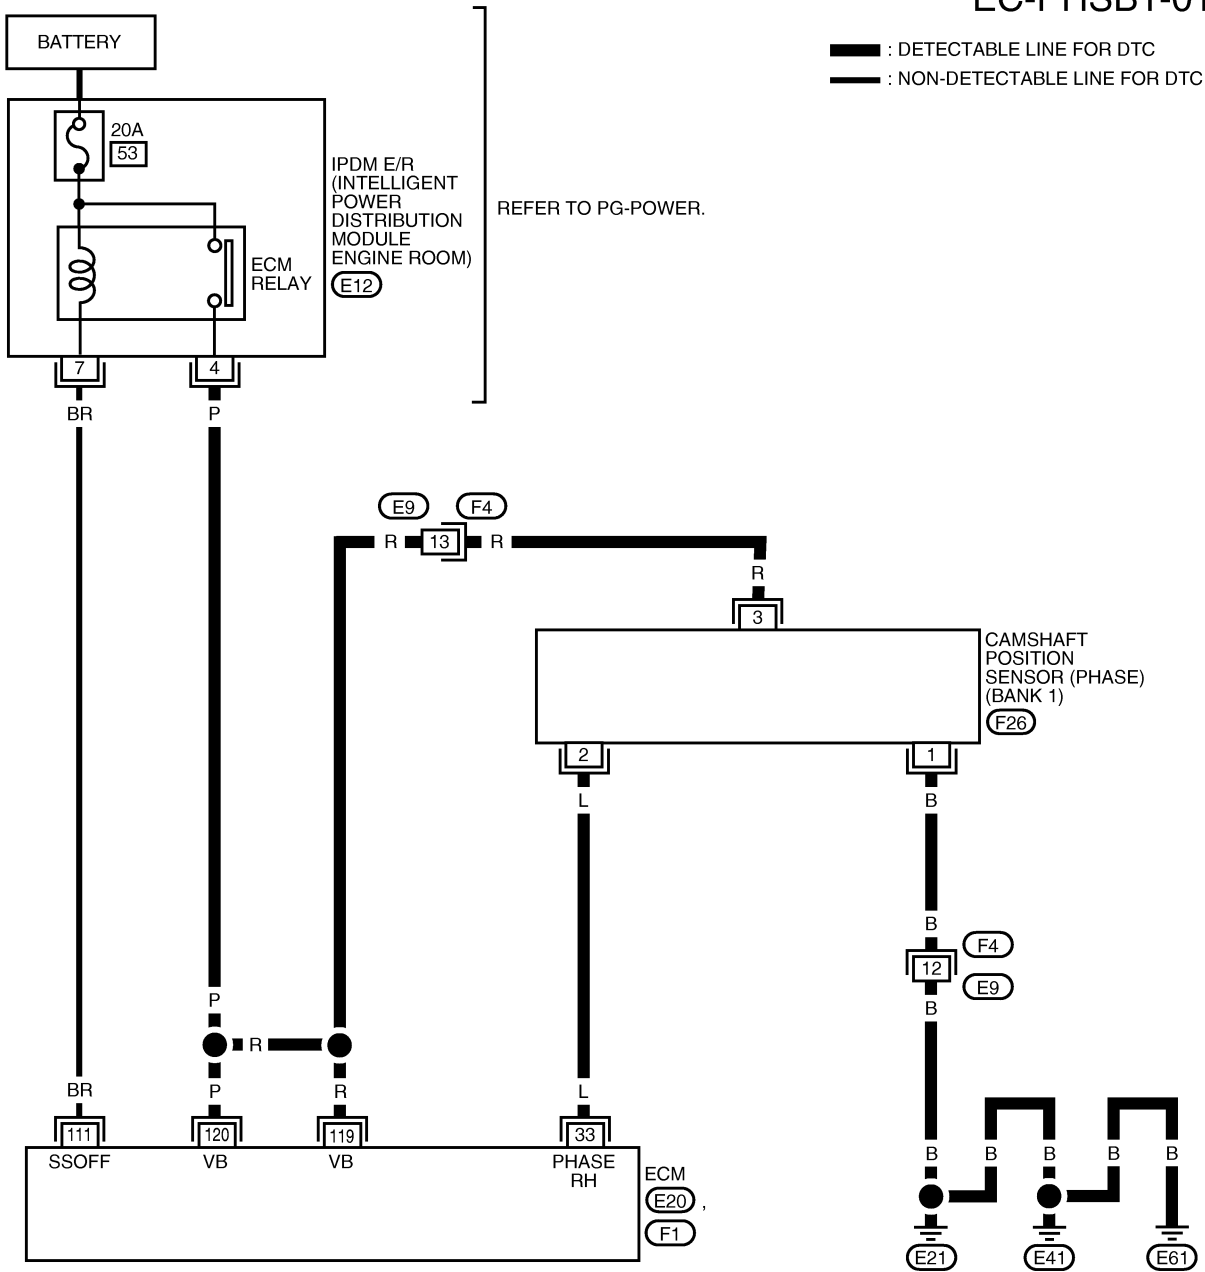 EC-PHSB1-01
BATTERY
: DETECTABLE LINE FOR DTC
: NON-DETECTABLE LINE FOR DTC
20A
53
IPDM E/R
(INTELLIGENT
POWER
DISTRIBUTION
MODULE
ENGINE ROOM)
E12
REFER TO PG-POWER.
ECM
RELAY
7
4
BR
P
E9
F4
R
13
R
R
3
CAMSHAFT
POSITION
SENSOR (PHASE)
(BANK 1)
F26
2
1
L
B
B
F4
12
E9
B
P
R
BR
P
R
L
111
120
119
33
SSOFF
VB
VB
PHASE
RH
ECM
E20 ,
F1
B
B
B
B
B
E21
E41
E61